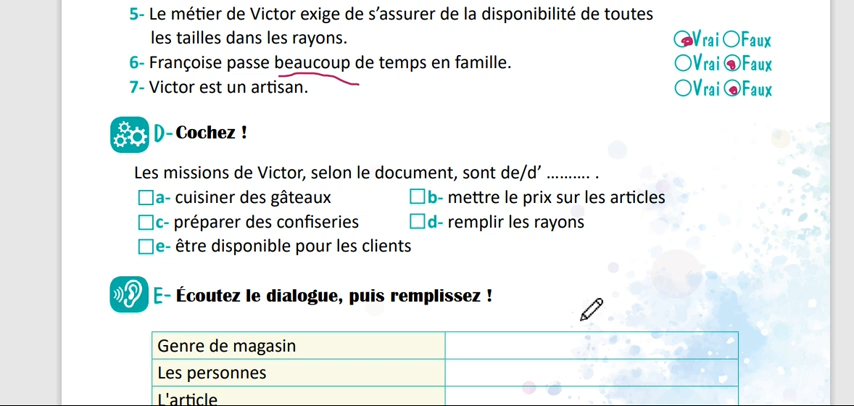 5- Le métier de Victor exige de s'assurer de la disponibilité de toutes
les tailles dans les rayons. Vrai Faux
6- Françoise passe beaucoup de temps en famille. Vrai Faux
7- Victor est un artisan. Vrai Faux
D- Cochez !
Les missions de Victor, selon le document, sont de/d' .......... .
a- cuisiner des gâteaux b- mettre le prix sur les articles
c- préparer des confiseries d- remplir les rayons
e- être disponible pour les clients
E- Écoutez le dialogue, puis remplissez !
Genre de magasin
Les personnes
L'article